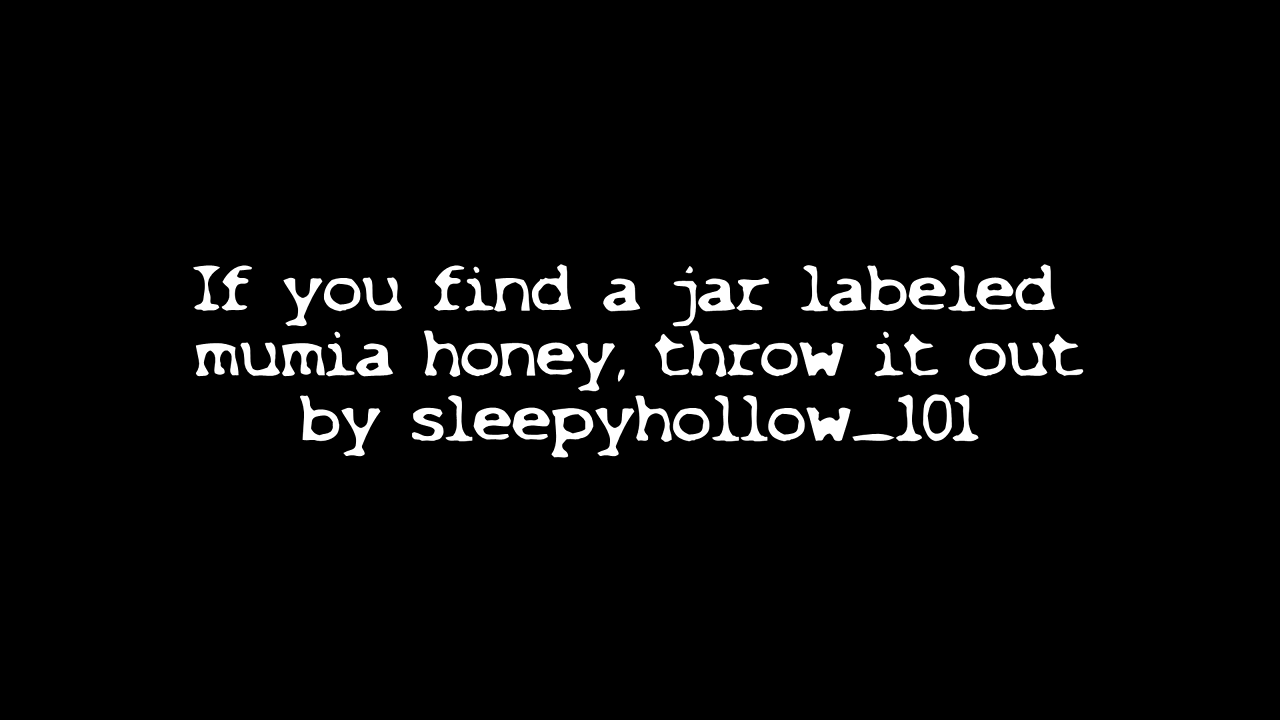 If you find a jar labeled
mumia honey, throw it out
by sleepyhollow_101